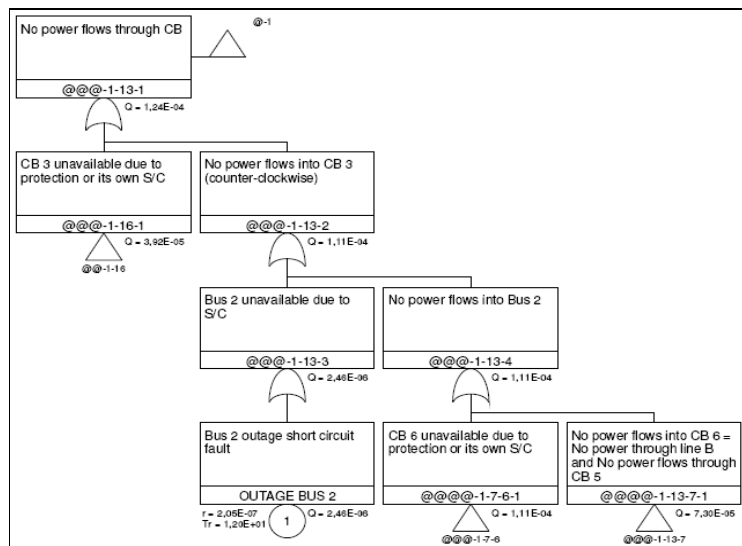 No power flows through CB
@-1
@@@-1-13-1
Q = 1,24E-04
CB 3 unavailable due to
protection or its own S/C
@@@-1-16-1
Q = 3,92E-05
@@-1-16
No power flows into CB 3
(counter-clockwise)
@@@-1-13-2
Q = 1,11E-04
Bus 2 unavailable due to
S/C
@@@-1-13-3
Q = 2,46E-06
No power flows into Bus 2
@@@-1-13-4
Q = 1,11E-04
Bus 2 outage short circuit
fault
OUTAGE BUS 2
r = 2,05E-07
Tr = 1,20E+01
1
Q = 2,46E-06
CB 6 unavailable due to
protection or its own S/C
@@@@-1-7-6-1
Q = 1,11E-04
@@@-1-7-6
No power flows into CB 6 =
No power through line B
and No power flows through
CB 5
@@@@-1-13-7-1
Q = 7,30E-05
@@@-1-13-7